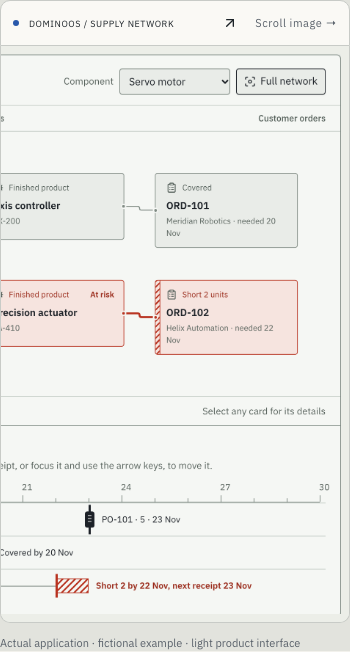 DOMINOOS / SUPPLY NETWORK
Scroll image →
Component
Servo motor
Full network
s
Customer orders
Finished product
xis controller
-200
Covered
ORD-101
Meridian Robotics · needed 20
Nov
Finished product
At risk
recision actuator
-410
Short 2 units
ORD-102
Helix Automation · needed 22
Nov
Select any card for its details
eipt, or focus it and use the arrow keys, to move it.
21 24 27 30
PO-101 · 5 · 23 Nov
Covered by 20 Nov
Short 2 by 22 Nov, next receipt 23 Nov
Actual application · fictional example · light product interface